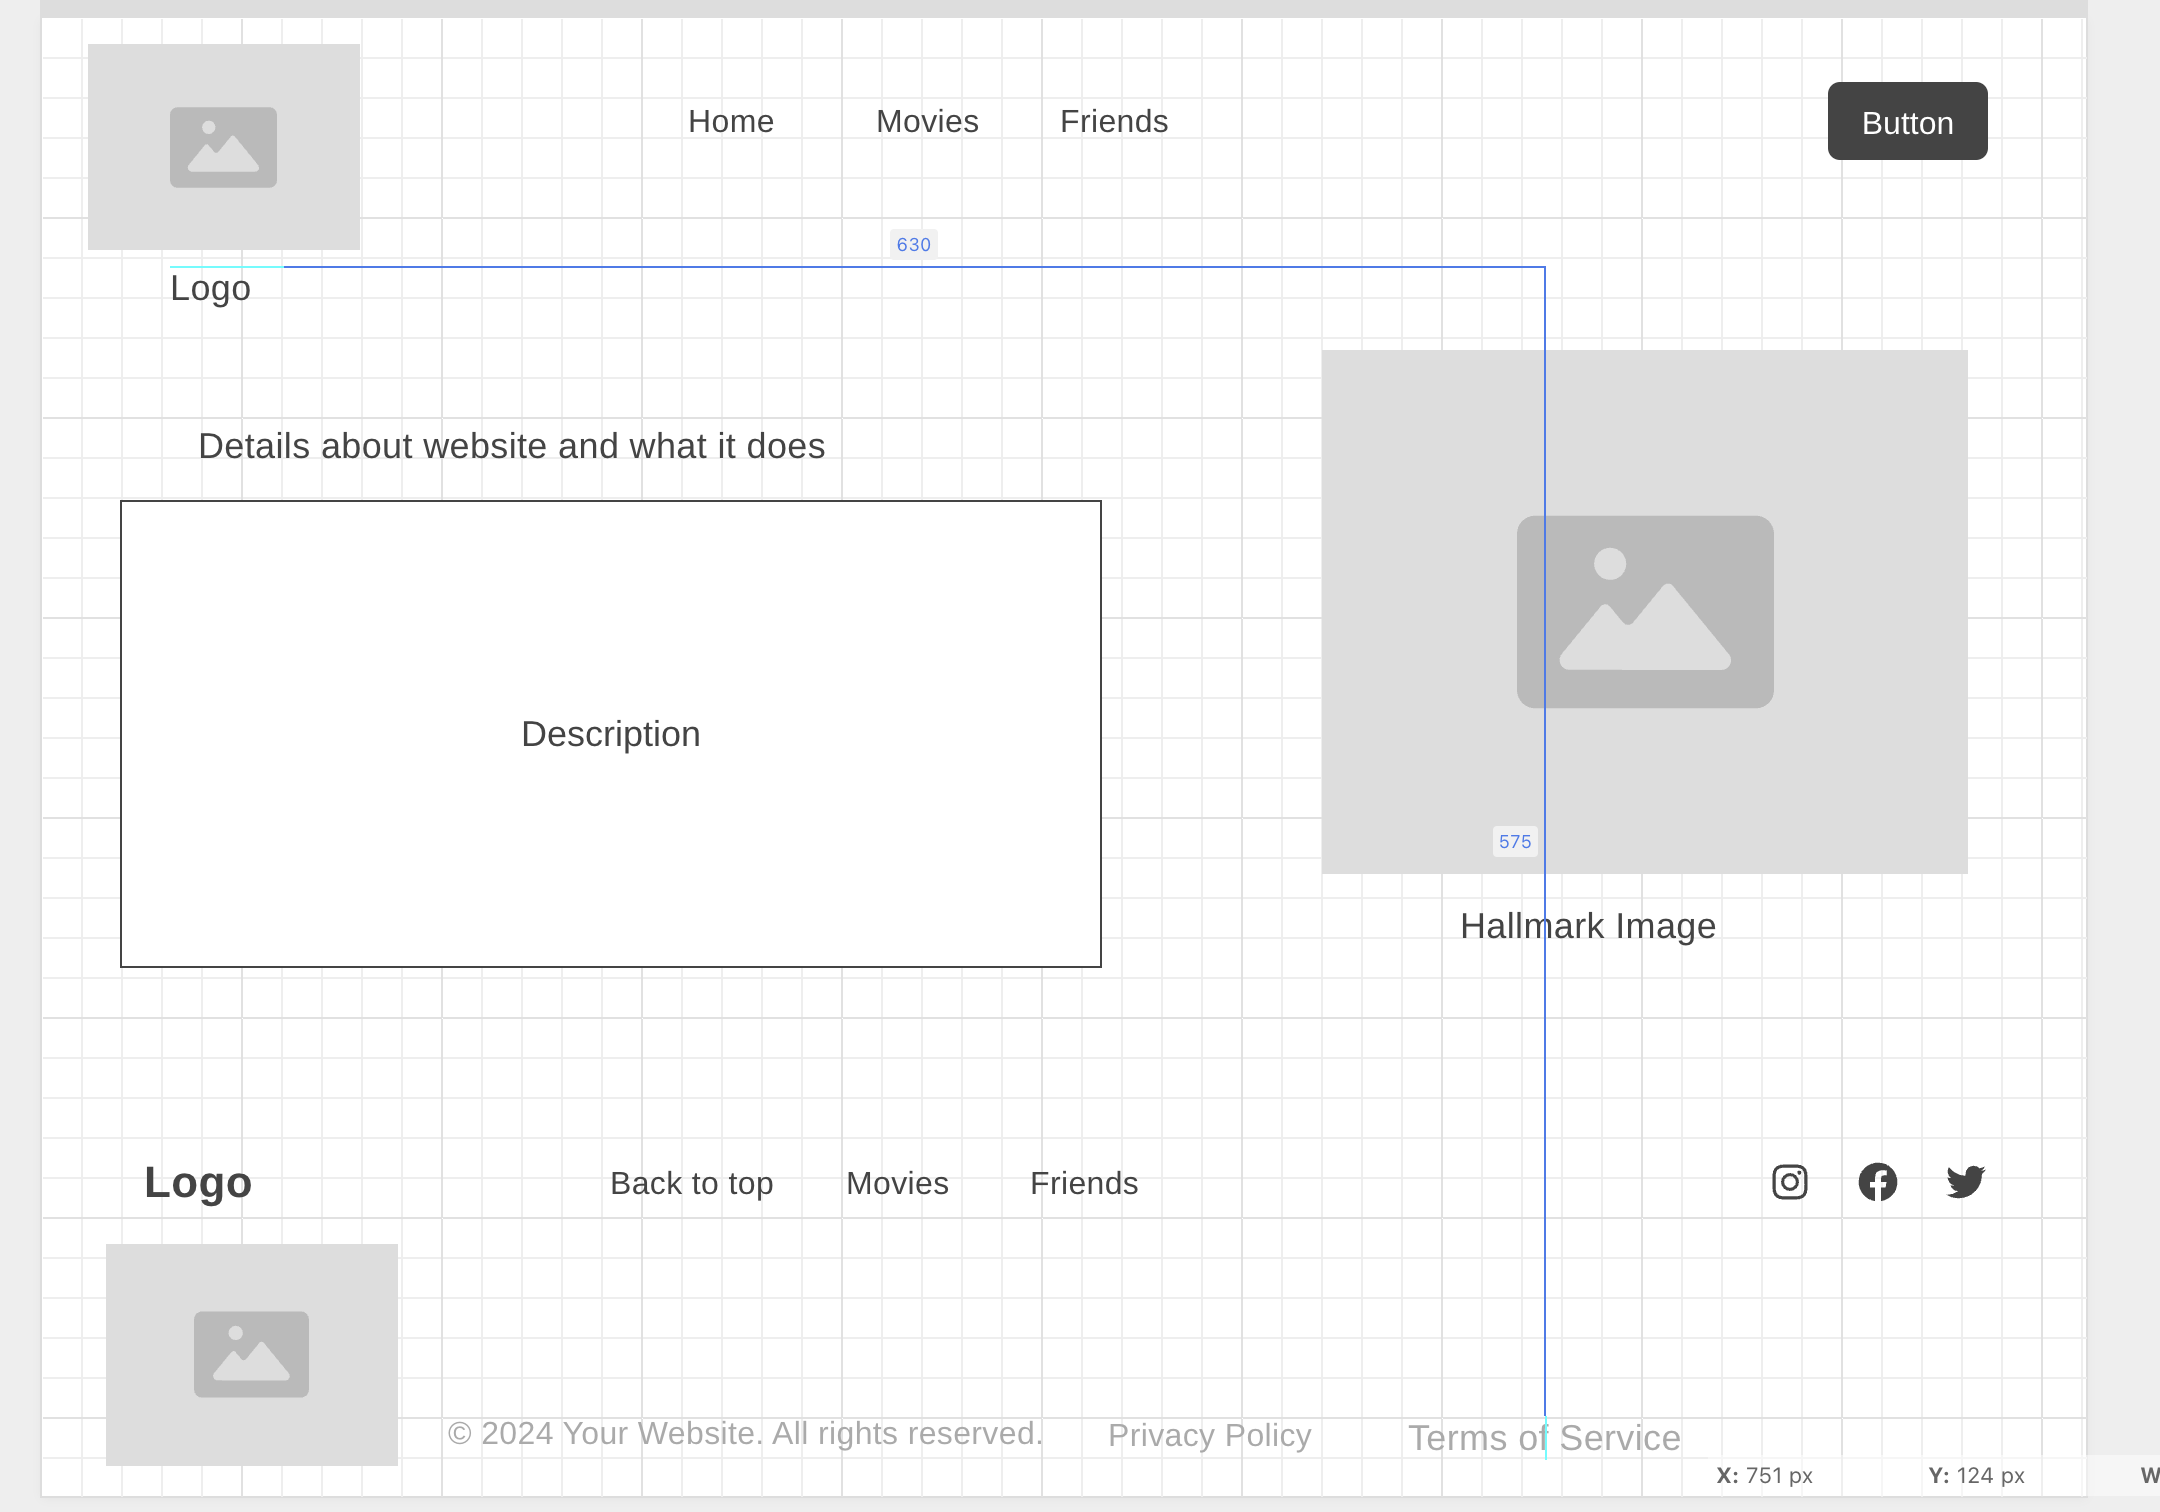 Home Movies Friends Button
630
Logo
Details about website and what it does
Description
575
Hallmark Image
Logo Back to top Movies Friends
© 2024 Your Website. All rights reserved. Privacy Policy Terms of Service
X: 751 px Y: 124 px W